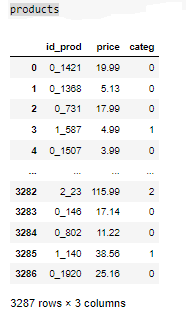 products
id_prod price categ
0 0_1421 19.99 0
1 0_1368 5.13 0
2 0_731 17.99 0
3 1_587 4.99 1
4 0_1507 3.99 0
... ... ... ...
3282 2_23 115.99 2
3283 0_146 17.14 0
3284 0_802 11.22 0
3285 1_140 38.56 1
3286 0_1920 25.16 0
3287 rows × 3 columns